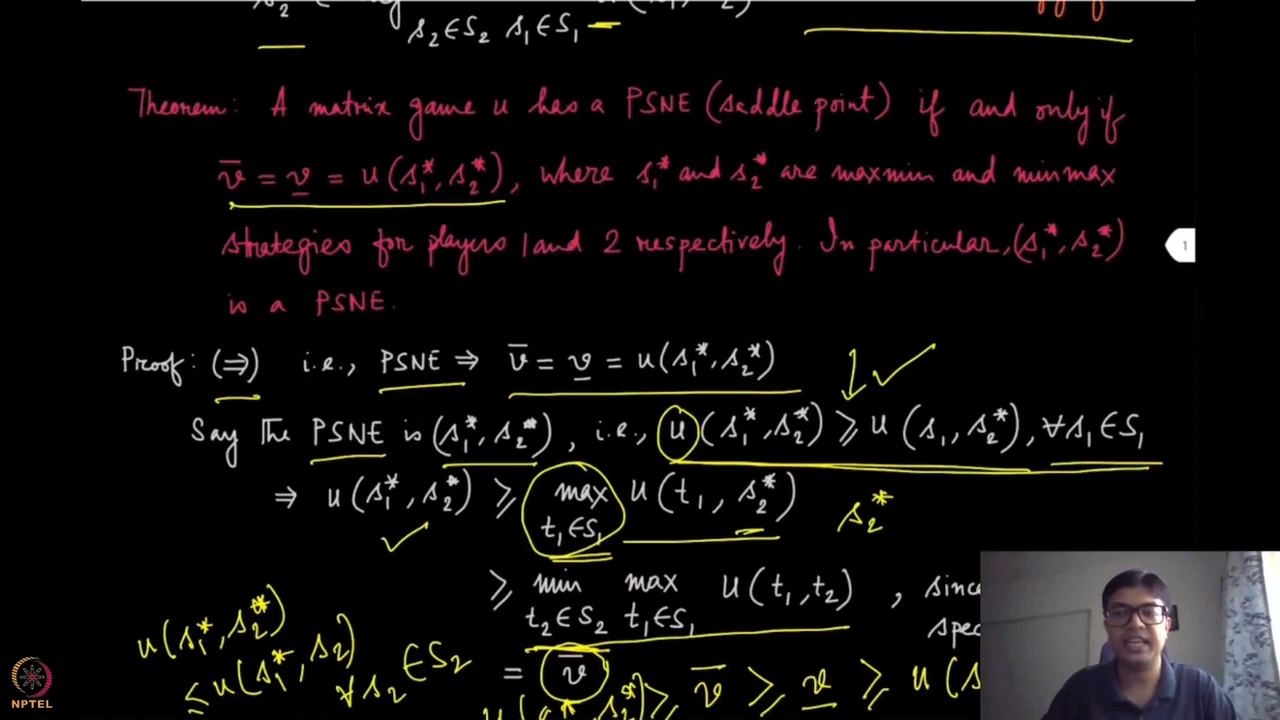 s₂ ∈ S₂ s₁ ∈ S₁
Theorem: A matrix game u has a PSNE (saddle point) if and only if
v̅ = v̲ = u(s₁*, s₂*), where s₁* and s₂* are maxmin and minmax
strategies for players 1 and 2 respectively. In particular, (s₁*, s₂*)
is a PSNE.
1
Proof: (⇒) i.e., PSNE ⇒ v̅ = v̲ = u(s₁*, s₂*)
Say the PSNE is (s₁*, s₂*), i.e., u(s₁*, s₂*) ≥ u(s₁, s₂*), ∀s₁ ∈ S₁
⇒ u(s₁*, s₂*) ≥ max u(t₁, s₂*) s₂*
t₁ ∈ S₁
≥ min max u(t₁, t₂), since
t₂ ∈ S₂ t₁ ∈ S₁
u(s₁*, s₂*)
≤ u(s₁*, s₂) ∀ s₂ ∈ S₂
= v̅
≥ v̅ ≥ v̲ ≥ u(s
NPTEL